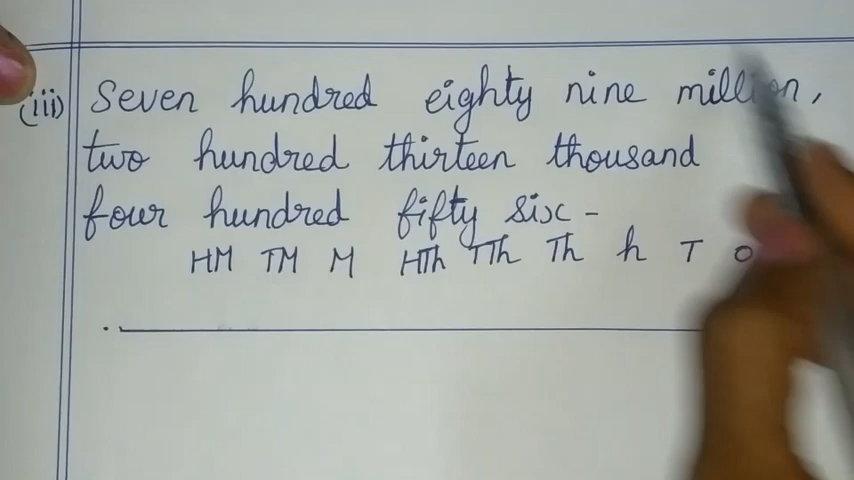 (iii) Seven hundred eighty nine million,
two hundred thirteen thousand
four hundred fifty six -
HM TM M HTh TTh Th h T O